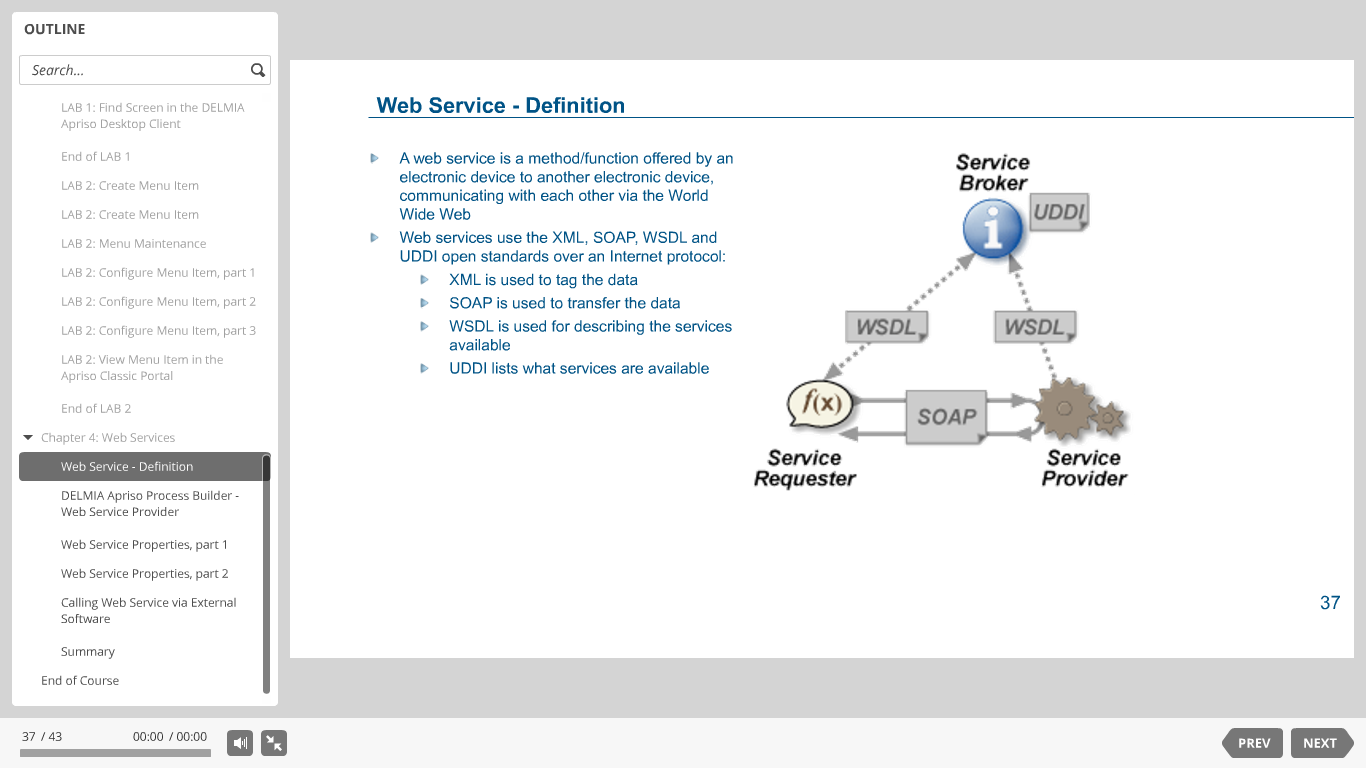 OUTLINE
Search...
LAB 1: Find Screen in the DELMIA
Apriso Desktop Client
End of LAB 1
LAB 2: Create Menu Item
LAB 2: Create Menu Item
LAB 2: Menu Maintenance
LAB 2: Configure Menu Item, part 1
LAB 2: Configure Menu Item, part 2
LAB 2: Configure Menu Item, part 3
LAB 2: View Menu Item in the
Apriso Classic Portal
End of LAB 2
Chapter 4: Web Services
Web Service - Definition
DELMIA Apriso Process Builder -
Web Service Provider
Web Service Properties, part 1
Web Service Properties, part 2
Calling Web Service via External
Software
Summary
End of Course
Web Service - Definition
A web service is a method/function offered by an
electronic device to another electronic device,
communicating with each other via the World
Wide Web
Web services use the XML, SOAP, WSDL and
UDDI open standards over an Internet protocol:
XML is used to tag the data
SOAP is used to transfer the data
WSDL is used for describing the services
available
UDDI lists what services are available
Service
Broker
i
UDDI
WSDL
WSDL
f(x)
SOAP
Service
Requester
Service
Provider
37
37 / 43
00:00 / 00:00
PREV
NEXT